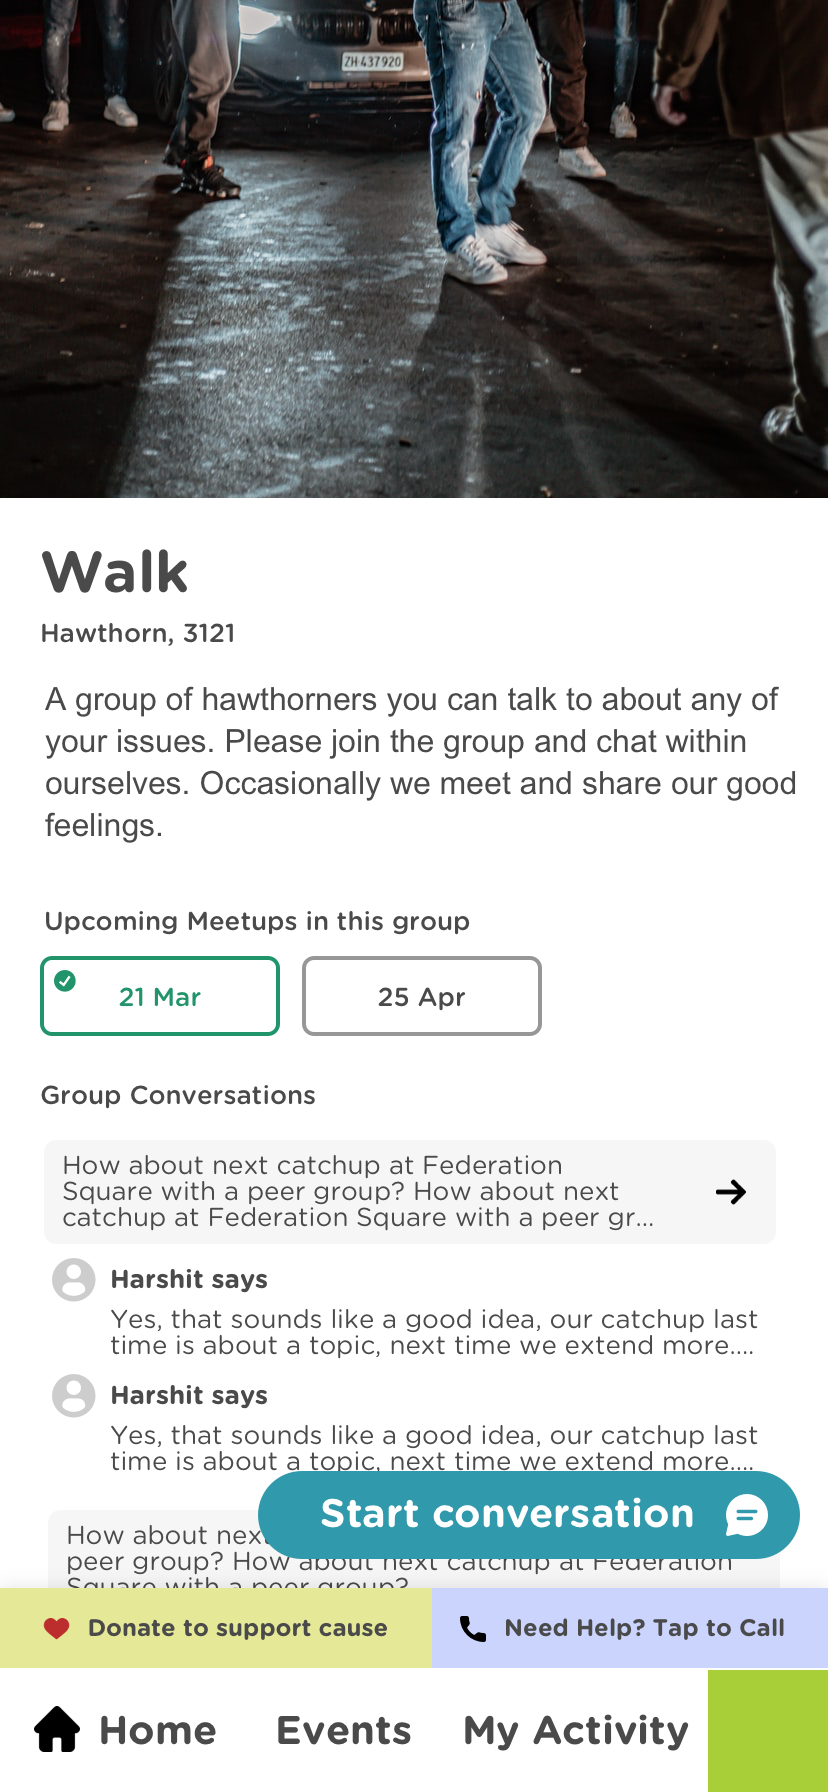 ZH·437920
Walk
Hawthorn, 3121
A group of hawthorners you can talk to about any of
your issues. Please join the group and chat within
ourselves. Occasionally we meet and share our good
feelings.
Upcoming Meetups in this group
21 Mar
25 Apr
Group Conversations
How about next catchup at Federation
Square with a peer group? How about next
catchup at Federation Square with a peer gr...
Harshit says
Yes, that sounds like a good idea, our catchup last
time is about a topic, next time we extend more....
Harshit says
Yes, that sounds like a good idea, our catchup last
time is about a topic, next time we extend more....
Start conversation
How about nex
peer group? How about next catchup at Federation
Square with a peer group?
Donate to support cause
Need Help? Tap to Call
Home
Events
My Activity